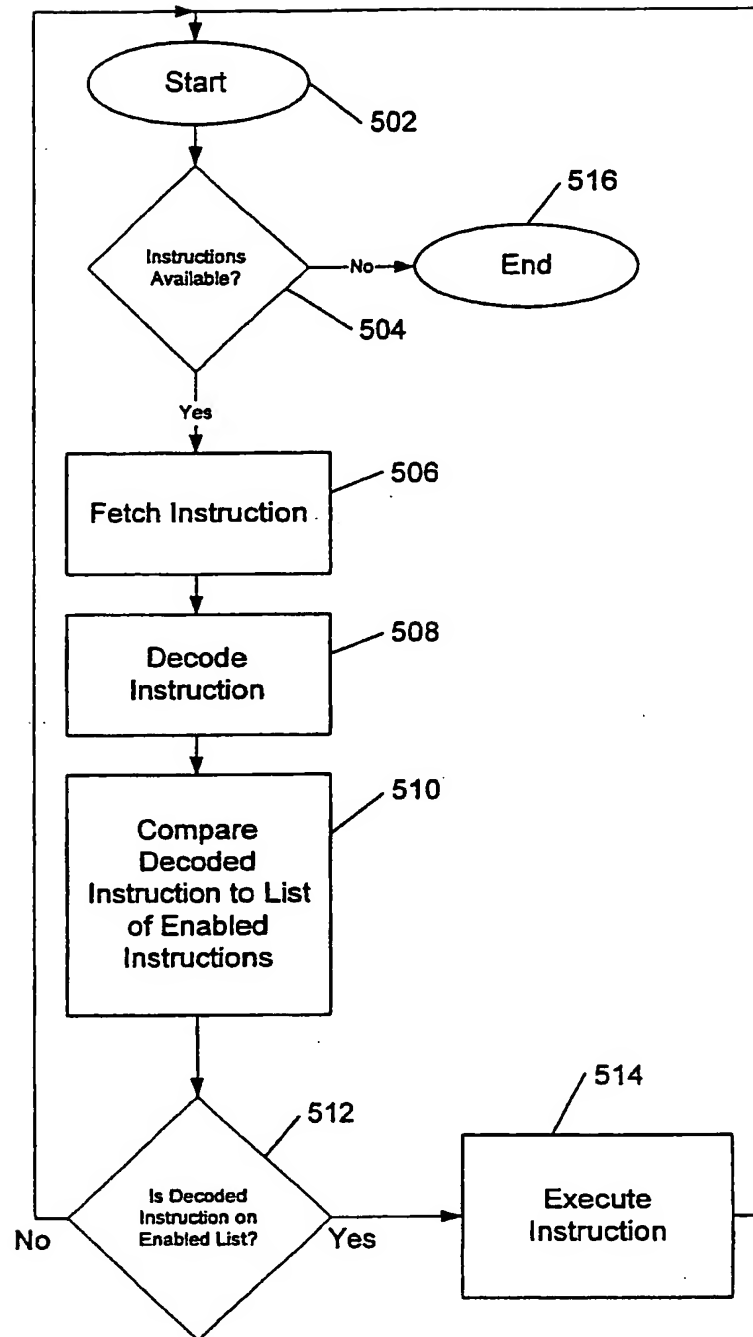 Start
502
516
Instructions
Available?
No
End
504
Yes
506
Fetch Instruction
508
Decode
Instruction
510
Compare
Decoded
Instruction to List
of Enabled
Instructions
514
512
Is Decoded
Instruction on
Enabled List?
Execute
Instruction
No
Yes